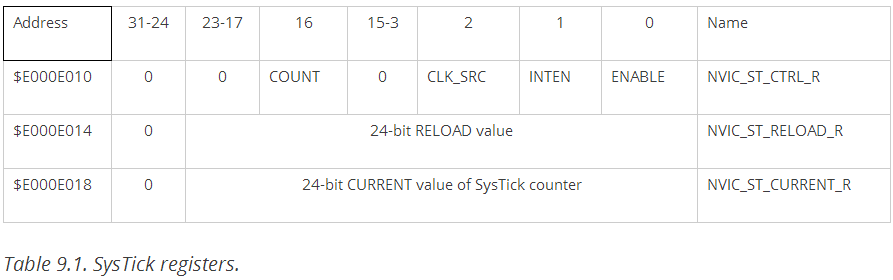 Address 31-24 23-17 16 15-3 2 1 0 Name
$E000E010 0 0 COUNT 0 CLK_SRC INTEN ENABLE NVIC_ST_CTRL_R
$E000E014 0 24-bit RELOAD value NVIC_ST_RELOAD_R
$E000E018 0 24-bit CURRENT value of SysTick counter NVIC_ST_CURRENT_R
Table 9.1. SysTick registers.